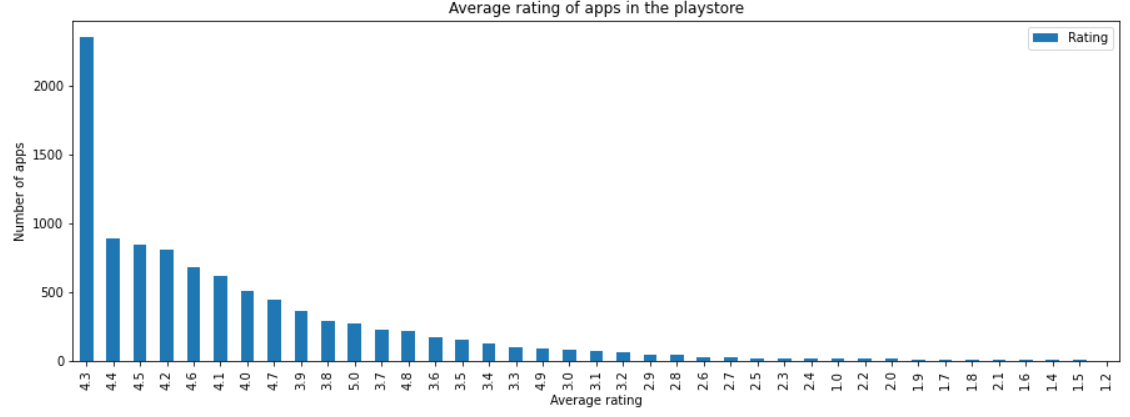 Average rating of apps in the playstore
Rating
Number of apps
2000
1500
1000
500
0
4.3 4.4 4.5 4.2 4.6 4.1 4.0 4.7 3.9 3.8 5.0 3.7 4.8 3.6 3.5 3.4 3.3 4.9 3.0 3.1 3.2 2.9 2.8 2.6 2.7 2.5 2.3 2.4 1.0 2.2 2.0 1.9 1.7 1.8 2.1 1.6 1.4 1.5 1.2
Average rating